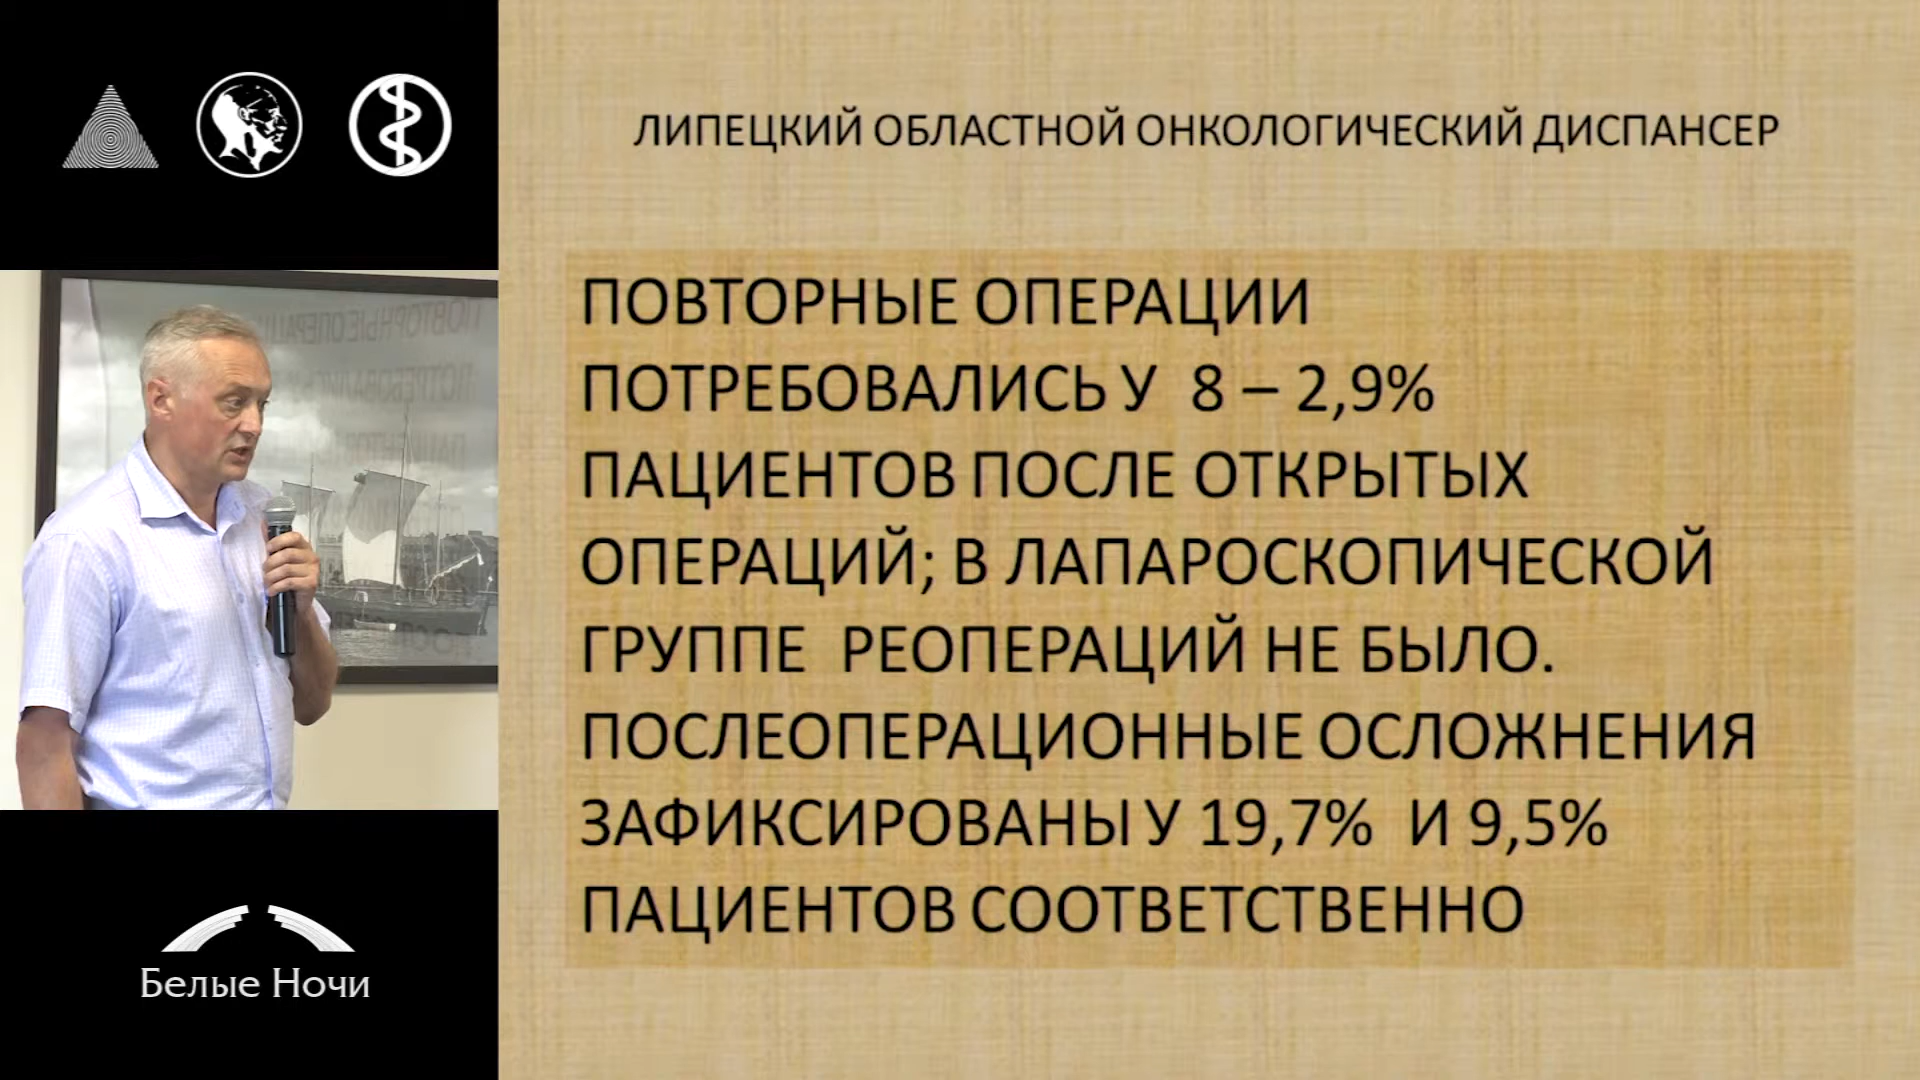 ЛИПЕЦКИЙ ОБЛАСТНОЙ ОНКОЛОГИЧЕСКИЙ ДИСПАНСЕР
ПОВТОРНЫЕ ОПЕРАЦИИ
ПОТРЕБОВАЛИСЬ У 8 – 2,9%
ПАЦИЕНТОВ ПОСЛЕ ОТКРЫТЫХ
ОПЕРАЦИЙ; В ЛАПАРОСКОПИЧЕСКОЙ
ГРУППЕ РЕОПЕРАЦИЙ НЕ БЫЛО.
ПОСЛЕОПЕРАЦИОННЫЕ ОСЛОЖНЕНИЯ
ЗАФИКСИРОВАНЫ У 19,7% И 9,5%
ПАЦИЕНТОВ СООТВЕТСТВЕННО
Белые Ночи